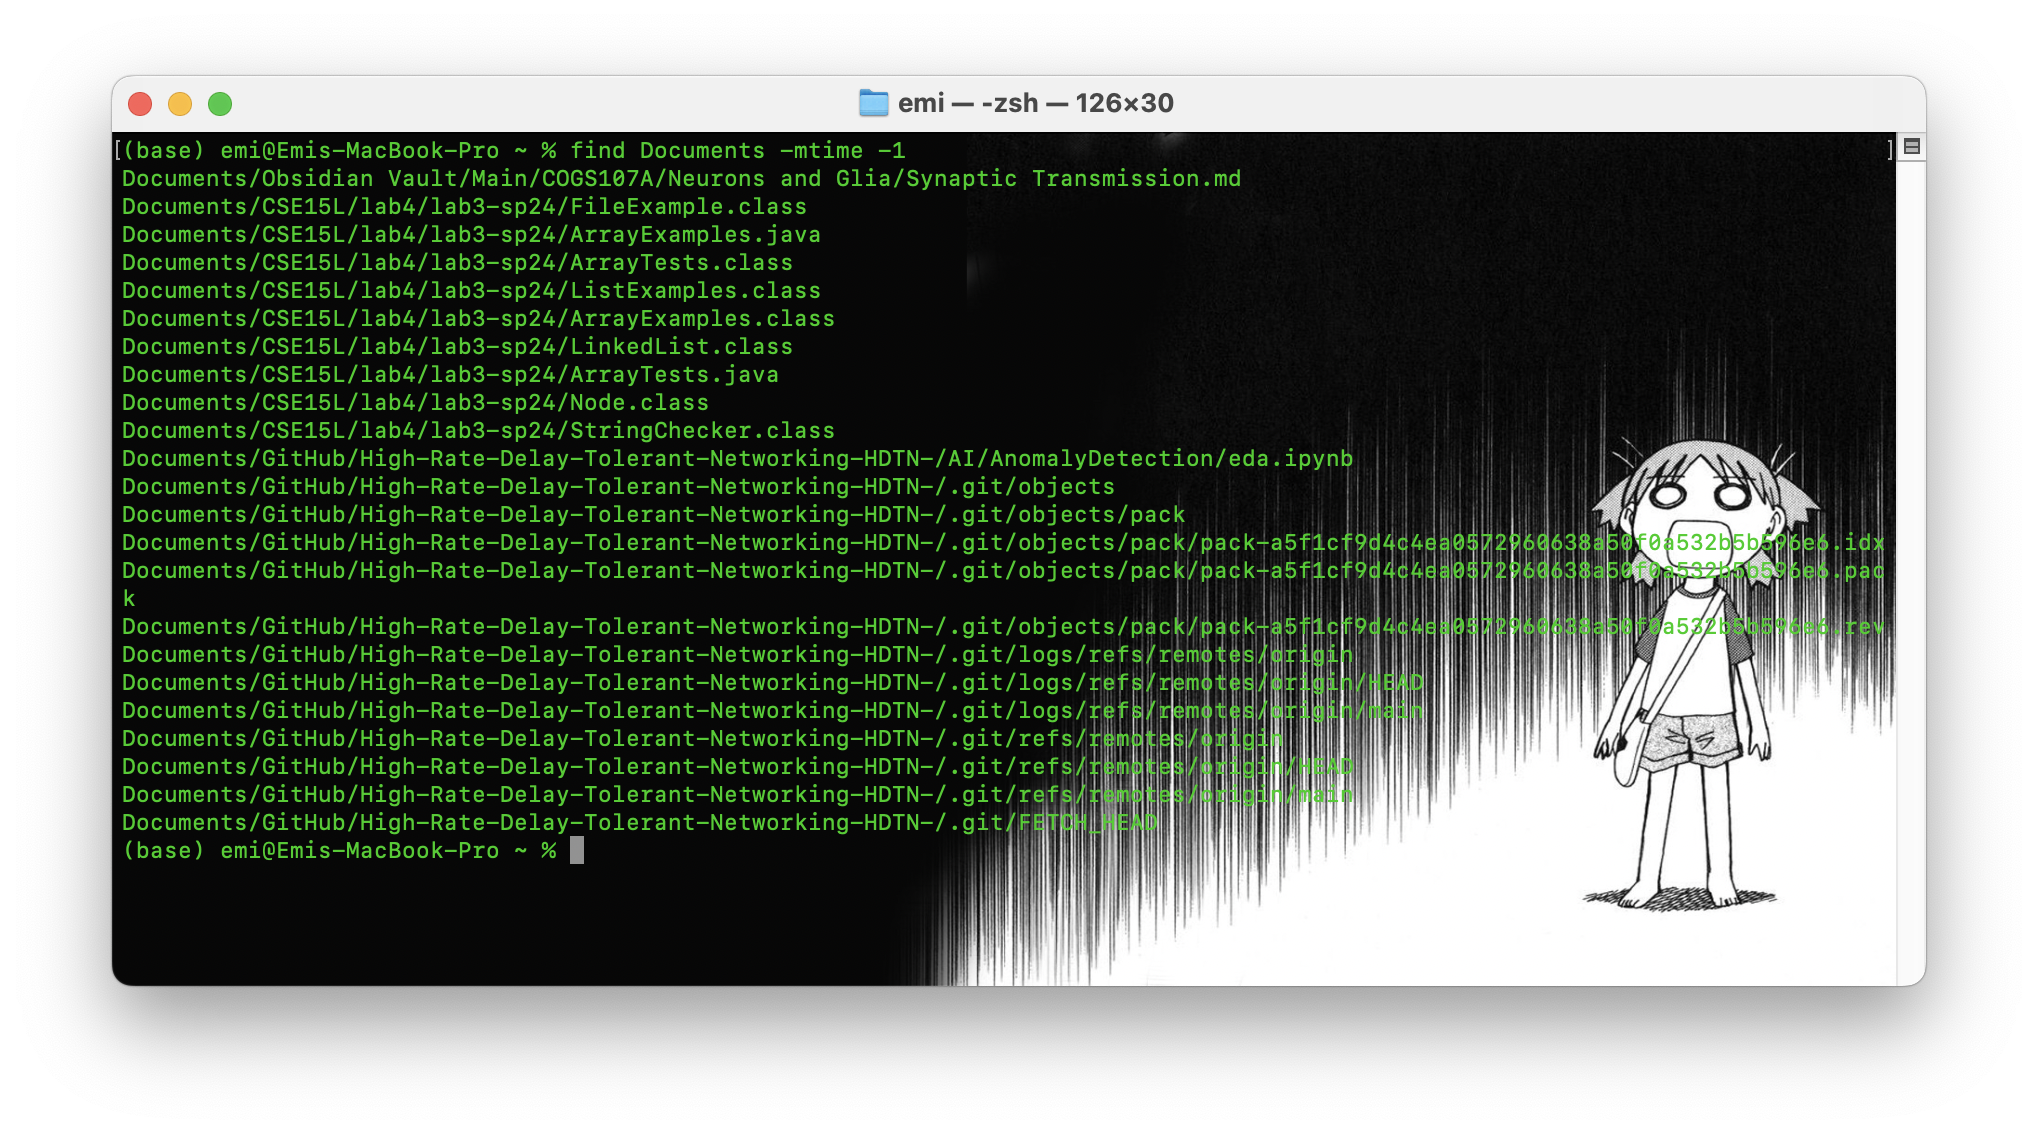 emi — -zsh — 126×30
[(base) emi@Emis-MacBook-Pro ~ % find Documents -mtime -1 ]
Documents/Obsidian Vault/Main/COGS107A/Neurons and Glia/Synaptic Transmission.md
Documents/CSE15L/lab4/lab3-sp24/FileExample.class
Documents/CSE15L/lab4/lab3-sp24/ArrayExamples.java
Documents/CSE15L/lab4/lab3-sp24/ArrayTests.class
Documents/CSE15L/lab4/lab3-sp24/ListExamples.class
Documents/CSE15L/lab4/lab3-sp24/ArrayExamples.class
Documents/CSE15L/lab4/lab3-sp24/LinkedList.class
Documents/CSE15L/lab4/lab3-sp24/ArrayTests.java
Documents/CSE15L/lab4/lab3-sp24/Node.class
Documents/CSE15L/lab4/lab3-sp24/StringChecker.class
Documents/GitHub/High-Rate-Delay-Tolerant-Networking-HDTN-/AI/AnomalyDetection/eda.ipynb
Documents/GitHub/High-Rate-Delay-Tolerant-Networking-HDTN-/.git/objects
Documents/GitHub/High-Rate-Delay-Tolerant-Networking-HDTN-/.git/objects/pack
Documents/GitHub/High-Rate-Delay-Tolerant-Networking-HDTN-/.git/objects/pack/pack-a5f1cf9d4c4ea0572960638a50f0a532b5b596e6.idx
Documents/GitHub/High-Rate-Delay-Tolerant-Networking-HDTN-/.git/objects/pack/pack-a5f1cf9d4c4ea0572960638a50f0a532b5b596e6.pac
k
Documents/GitHub/High-Rate-Delay-Tolerant-Networking-HDTN-/.git/objects/pack/pack-a5f1cf9d4c4ea0572960638a50f0a532b5b596e6.rev
Documents/GitHub/High-Rate-Delay-Tolerant-Networking-HDTN-/.git/logs/refs/remotes/origin
Documents/GitHub/High-Rate-Delay-Tolerant-Networking-HDTN-/.git/logs/refs/remotes/origin/HEAD
Documents/GitHub/High-Rate-Delay-Tolerant-Networking-HDTN-/.git/logs/refs/remotes/origin/main
Documents/GitHub/High-Rate-Delay-Tolerant-Networking-HDTN-/.git/refs/remotes/origin
Documents/GitHub/High-Rate-Delay-Tolerant-Networking-HDTN-/.git/refs/remotes/origin/HEAD
Documents/GitHub/High-Rate-Delay-Tolerant-Networking-HDTN-/.git/refs/remotes/origin/main
Documents/GitHub/High-Rate-Delay-Tolerant-Networking-HDTN-/.git/FETCH_HEAD
(base) emi@Emis-MacBook-Pro ~ %